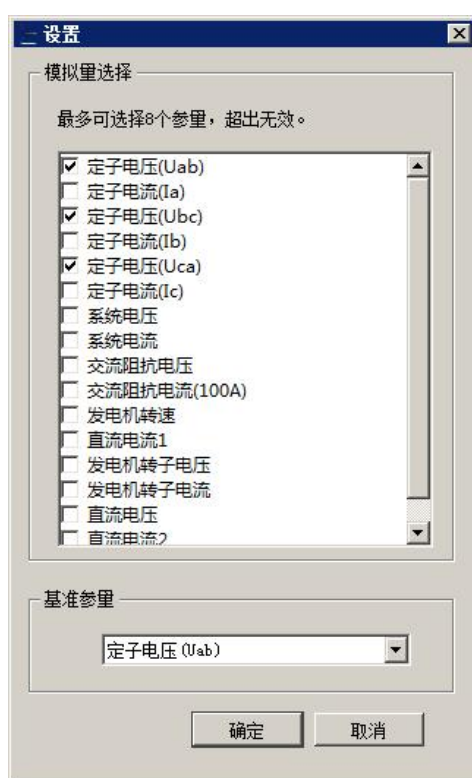 设置
模拟量选择
最多可选择8个参量，超出无效。
定子电压(Uab)
定子电流(Ia)
定子电压(Ubc)
定子电流(Ib)
定子电压(Uca)
定子电流(Ic)
系统电压
系统电流
交流阻抗电压
交流阻抗电流(100A)
发电机转速
直流电流1
发电机转子电压
发电机转子电流
直流电压
直流电流2
基准参量
定子电压(Uab)
确定
取消